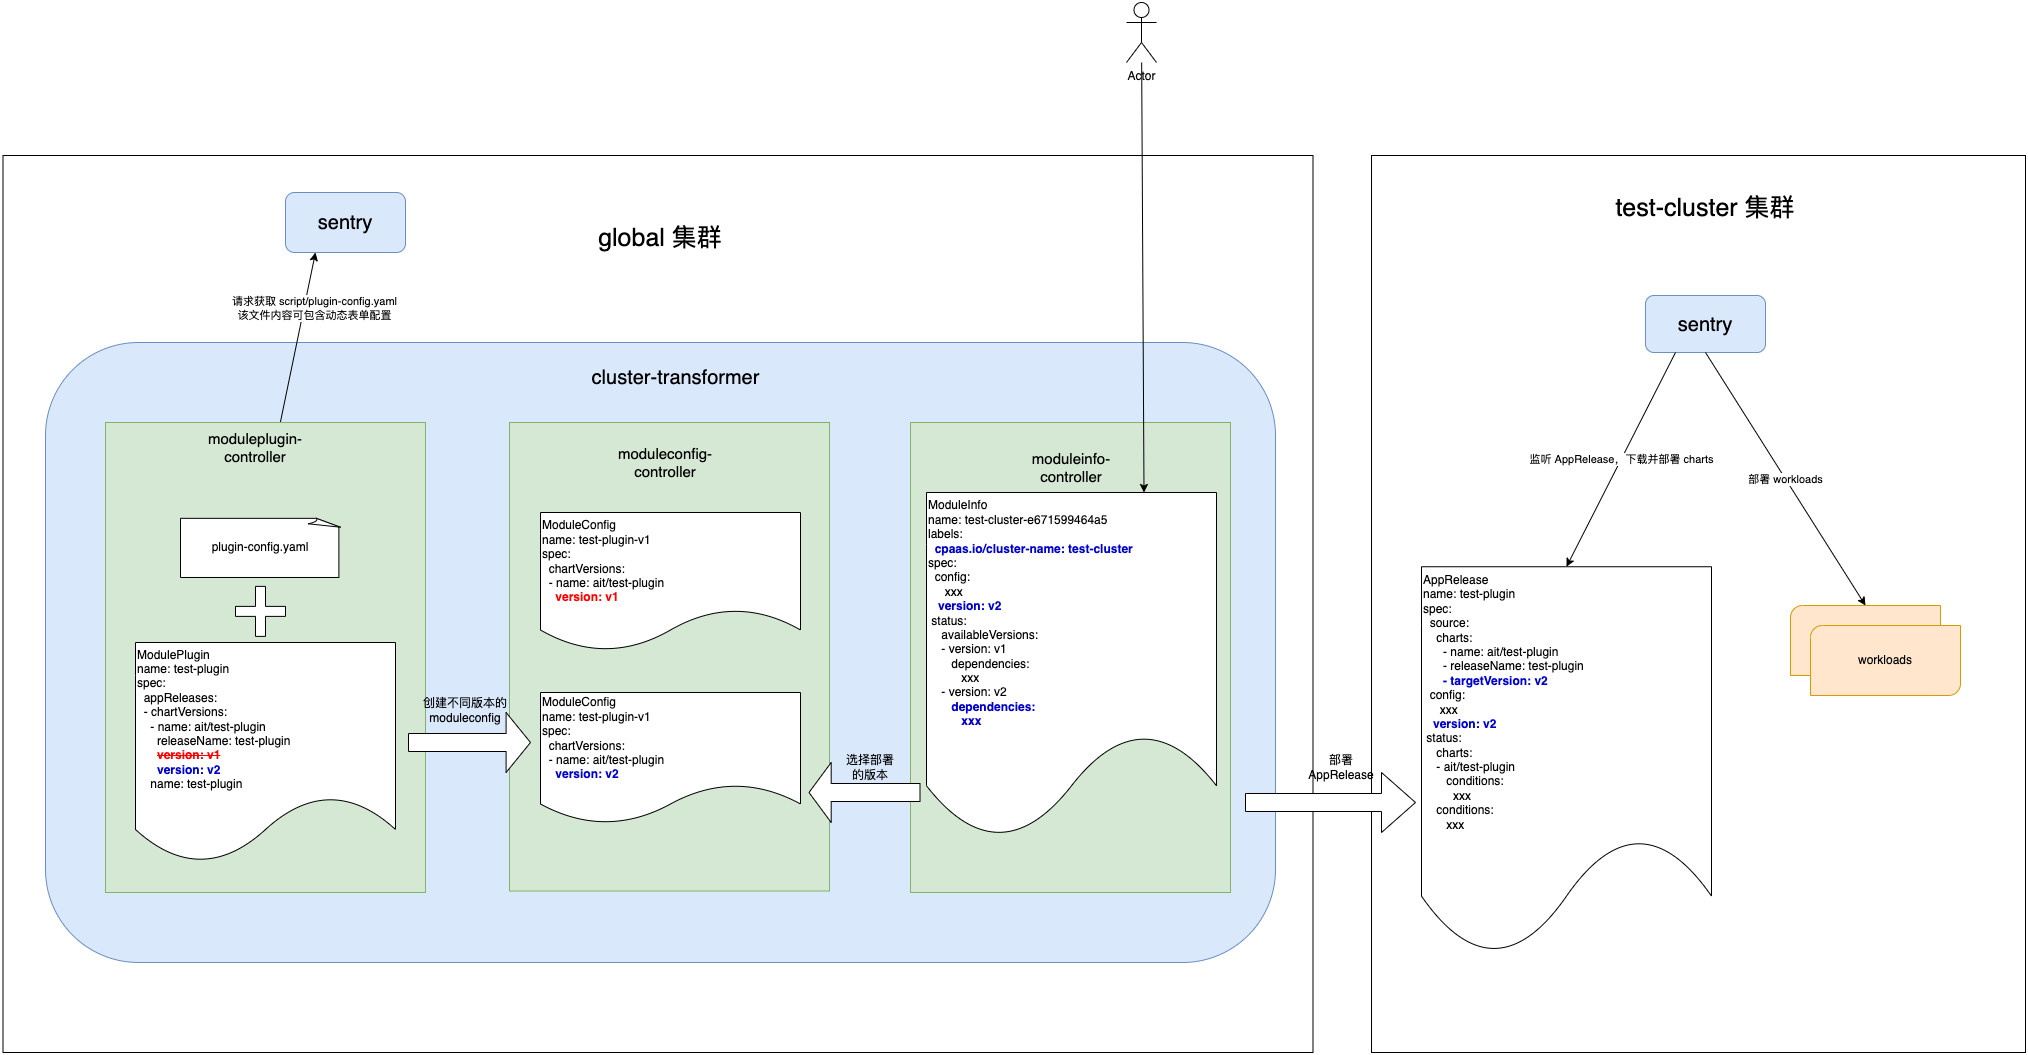 Actor
global 集群
sentry
请求获取 script/plugin-config.yaml
该文件内容可包含动态表单配置
cluster-transformer
moduleplugin-
controller
plugin-config.yaml
ModulePlugin
name: test-plugin
spec:
appReleases:
- chartVersions:
- name: ait/test-plugin
releaseName: test-plugin
version: v1
version: v2
name: test-plugin
创建不同版本的
moduleconfig
moduleconfig-
controller
ModuleConfig
name: test-plugin-v1
spec:
chartVersions:
- name: ait/test-plugin
version: v1
ModuleConfig
name: test-plugin-v1
spec:
chartVersions:
- name: ait/test-plugin
version: v2
选择部署
的版本
moduleinfo-
controller
ModuleInfo
name: test-cluster-e671599464a5
labels:
cpaas.io/cluster-name: test-cluster
spec:
config:
xxx
version: v2
status:
availableVersions:
- version: v1
dependencies:
xxx
- version: v2
dependencies:
xxx
部署
AppRelease
test-cluster 集群
sentry
监听 AppRelease，下载并部署 charts
部署 workloads
AppRelease
name: test-plugin
spec:
source:
charts:
- name: ait/test-plugin
- releaseName: test-plugin
- targetVersion: v2
config:
xxx
version: v2
status:
charts:
- ait/test-plugin
conditions:
xxx
conditions:
xxx
workloads